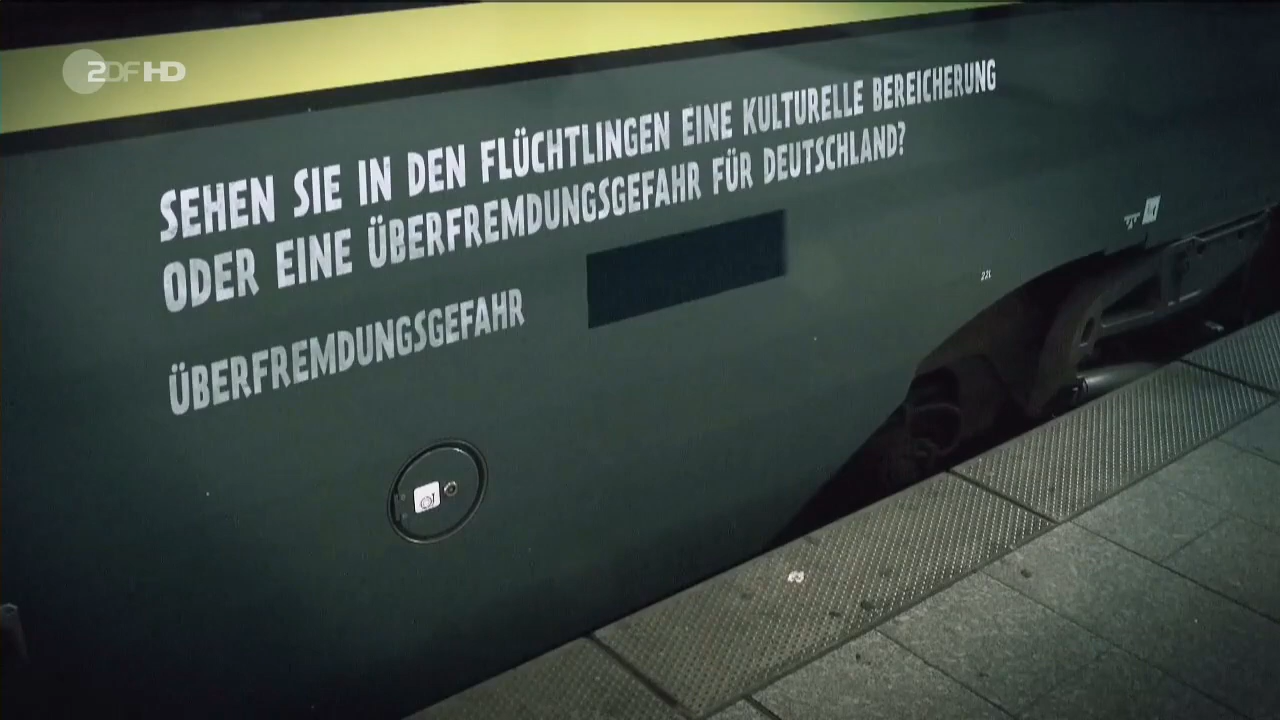 ZDF HD
SEHEN SIE IN DEN FLÜCHTLINGEN EINE KULTURELLE BEREICHERUNG
ODER EINE ÜBERFREMDUNGSGEFAHR FÜR DEUTSCHLAND?
ÜBERFREMDUNGSGEFAHR